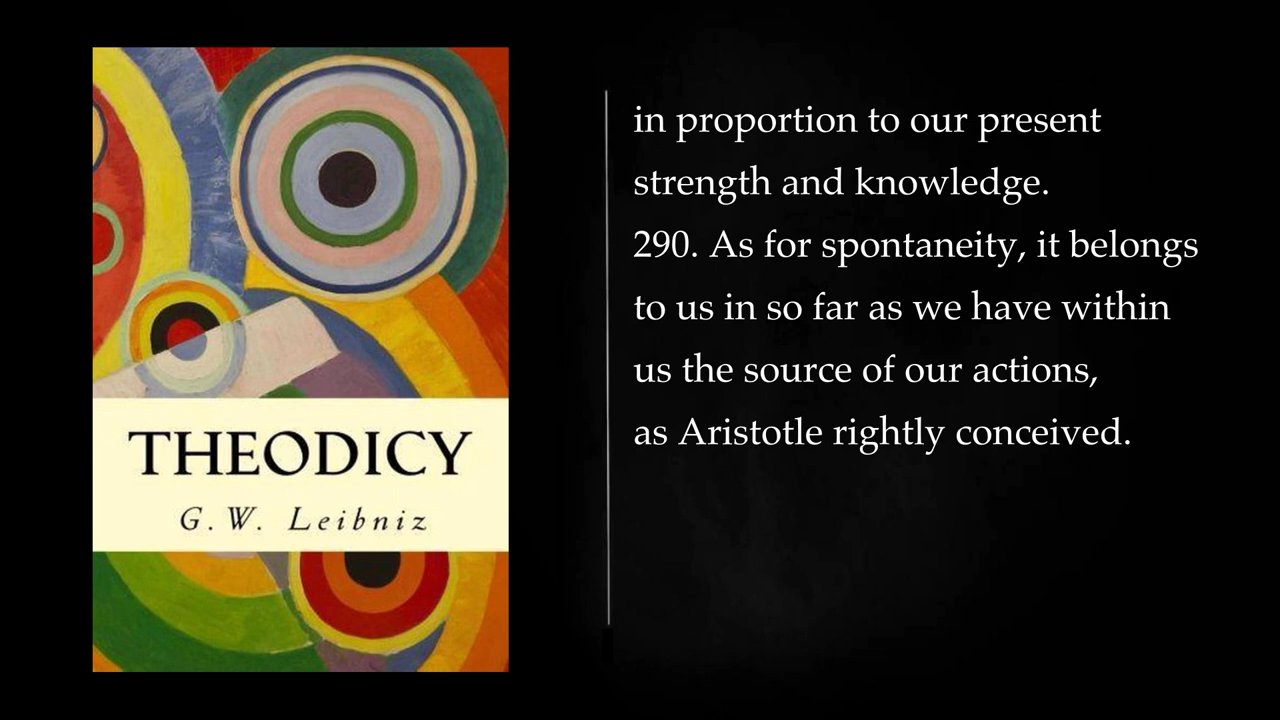 THEODICY
G. W. Leibniz
in proportion to our present
strength and knowledge.
290. As for spontaneity, it belongs
to us in so far as we have within
us the source of our actions,
as Aristotle rightly conceived.